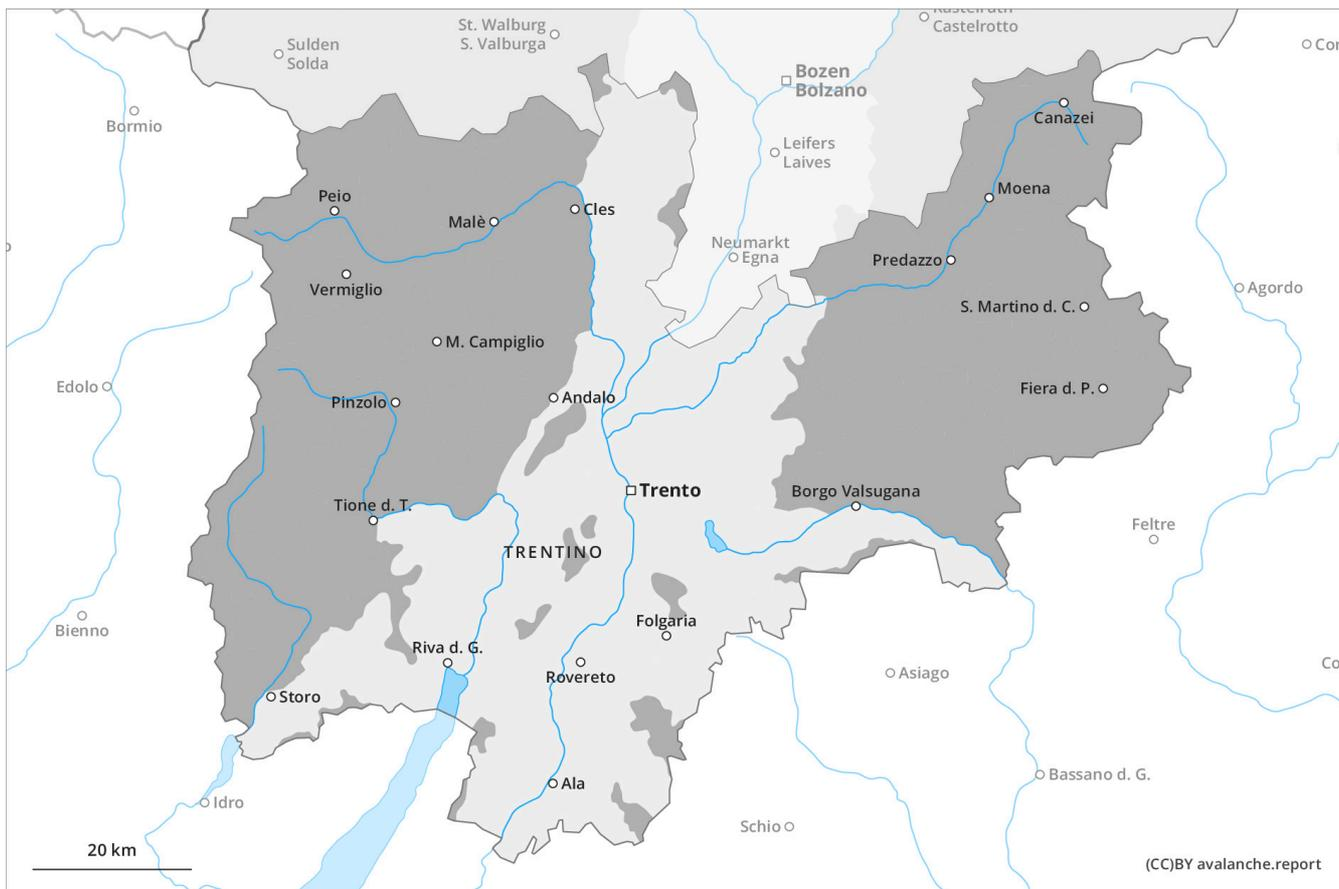 Kastelruth
Castelrotto
St. Walburg
S. Valburga
Sulden
Solda
Bozen
Bolzano
Bormio
Canazei
Leifers
Laives
Peio
Moena
Malè
Cles
Neumarkt
Egna
Predazzo
Vermiglio
Agordo
S. Martino d. C.
M. Campiglio
Edolo
Fiera d. P.
Andalo
Pinzolo
Trento
Borgo Valsugana
Tione d. T.
Feltre
TRENTINO
Bienno
Folgaria
Riva d. G.
Asiago
Rovereto
Storo
Bassano d. G.
Ala
Idro
Schio
20 km
(CC)BY avalanche.report